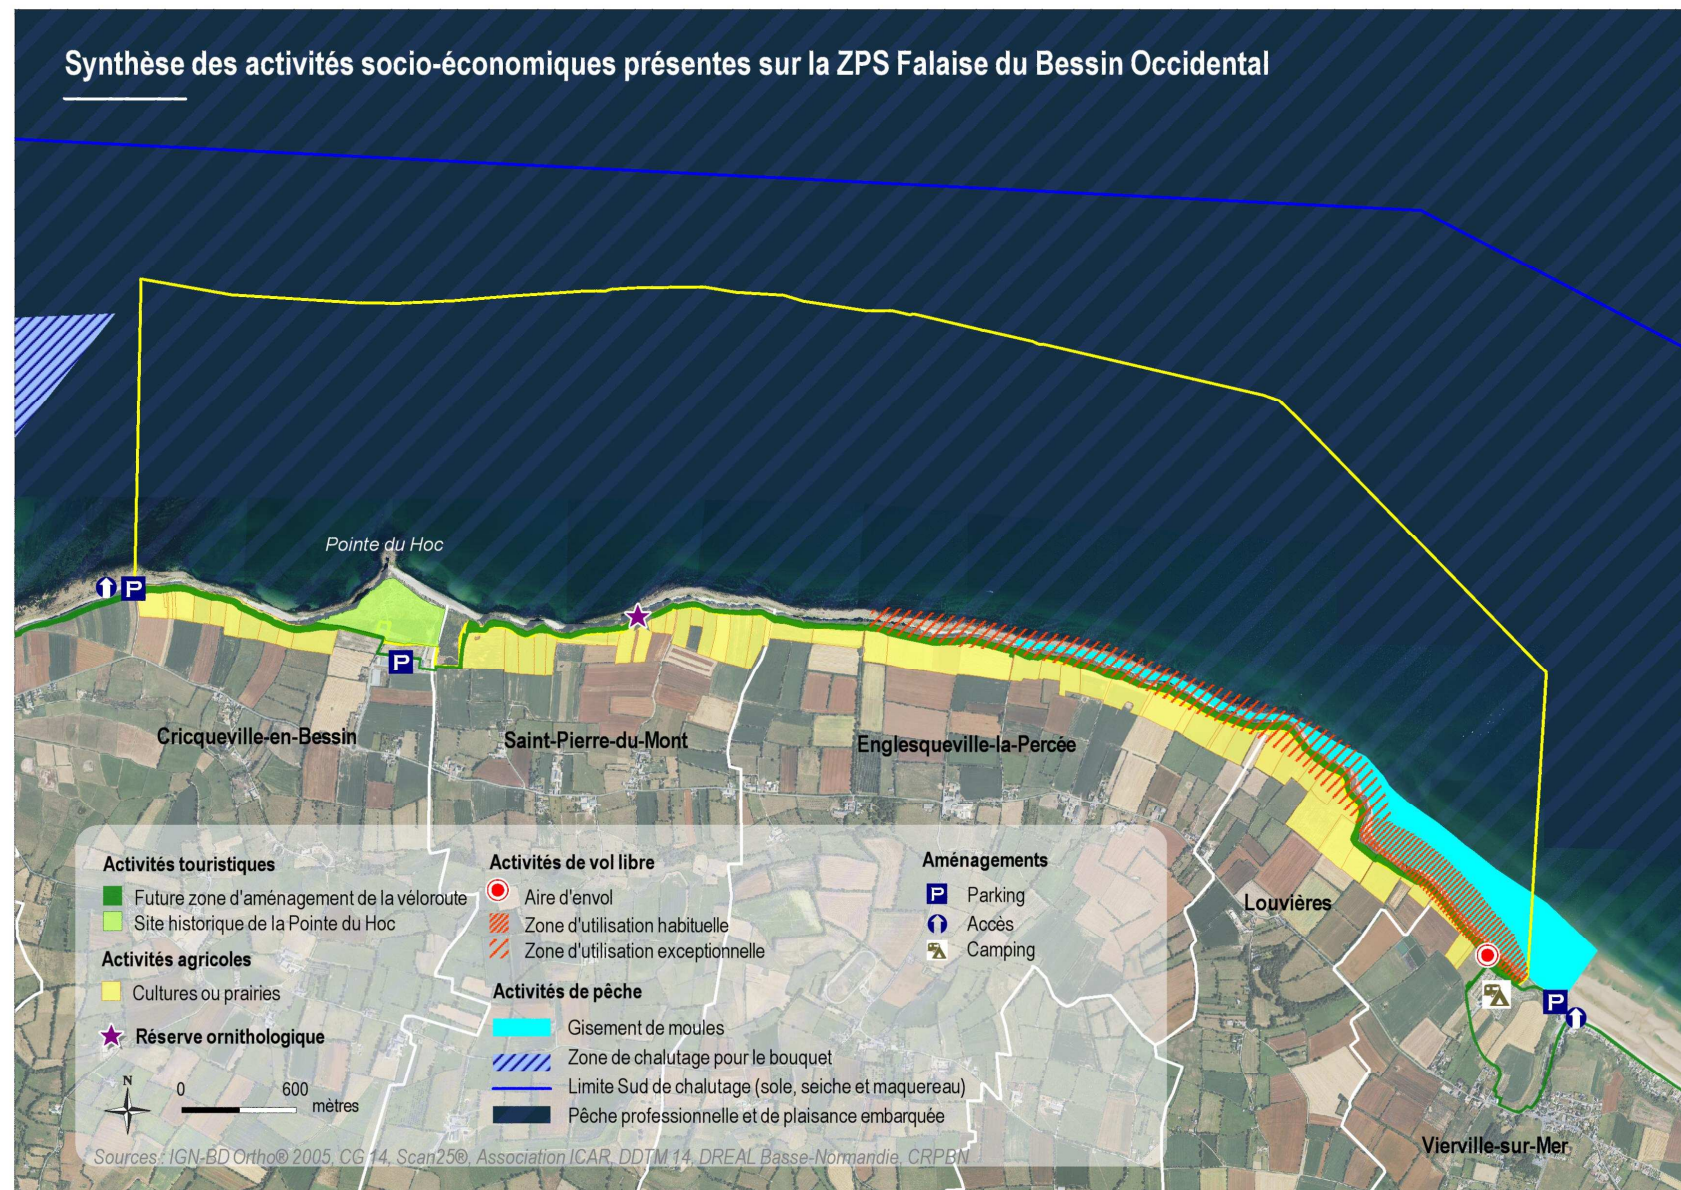 Synthèse des activités socio-économiques présentes sur la ZPS Falaise du Bessin Occidental
Pointe du Hoc
P
P
Cricqueville-en-Bessin
Saint-Pierre-du-Mont
Englesqueville-la-Percée
Louvières
P
Vierville-sur-Mer
Activités touristiques
Future zone d'aménagement de la véloroute
Site historique de la Pointe du Hoc
Activités agricoles
Cultures ou prairies
Réserve ornithologique
N
0 600
mètres
Activités de vol libre
Aire d'envol
Zone d'utilisation habituelle
Zone d'utilisation exceptionnelle
Activités de pêche
Gisement de moules
Zone de chalutage pour le bouquet
Limite Sud de chalutage (sole, seiche et maquereau)
Pêche professionnelle et de plaisance embarquée
Aménagements
P Parking
Accès
Camping
Sources : IGN-BD Ortho® 2005, CG 14, Scan25®, Association ICAR, DDTM 14, DREAL Basse-Normandie, CRPBN